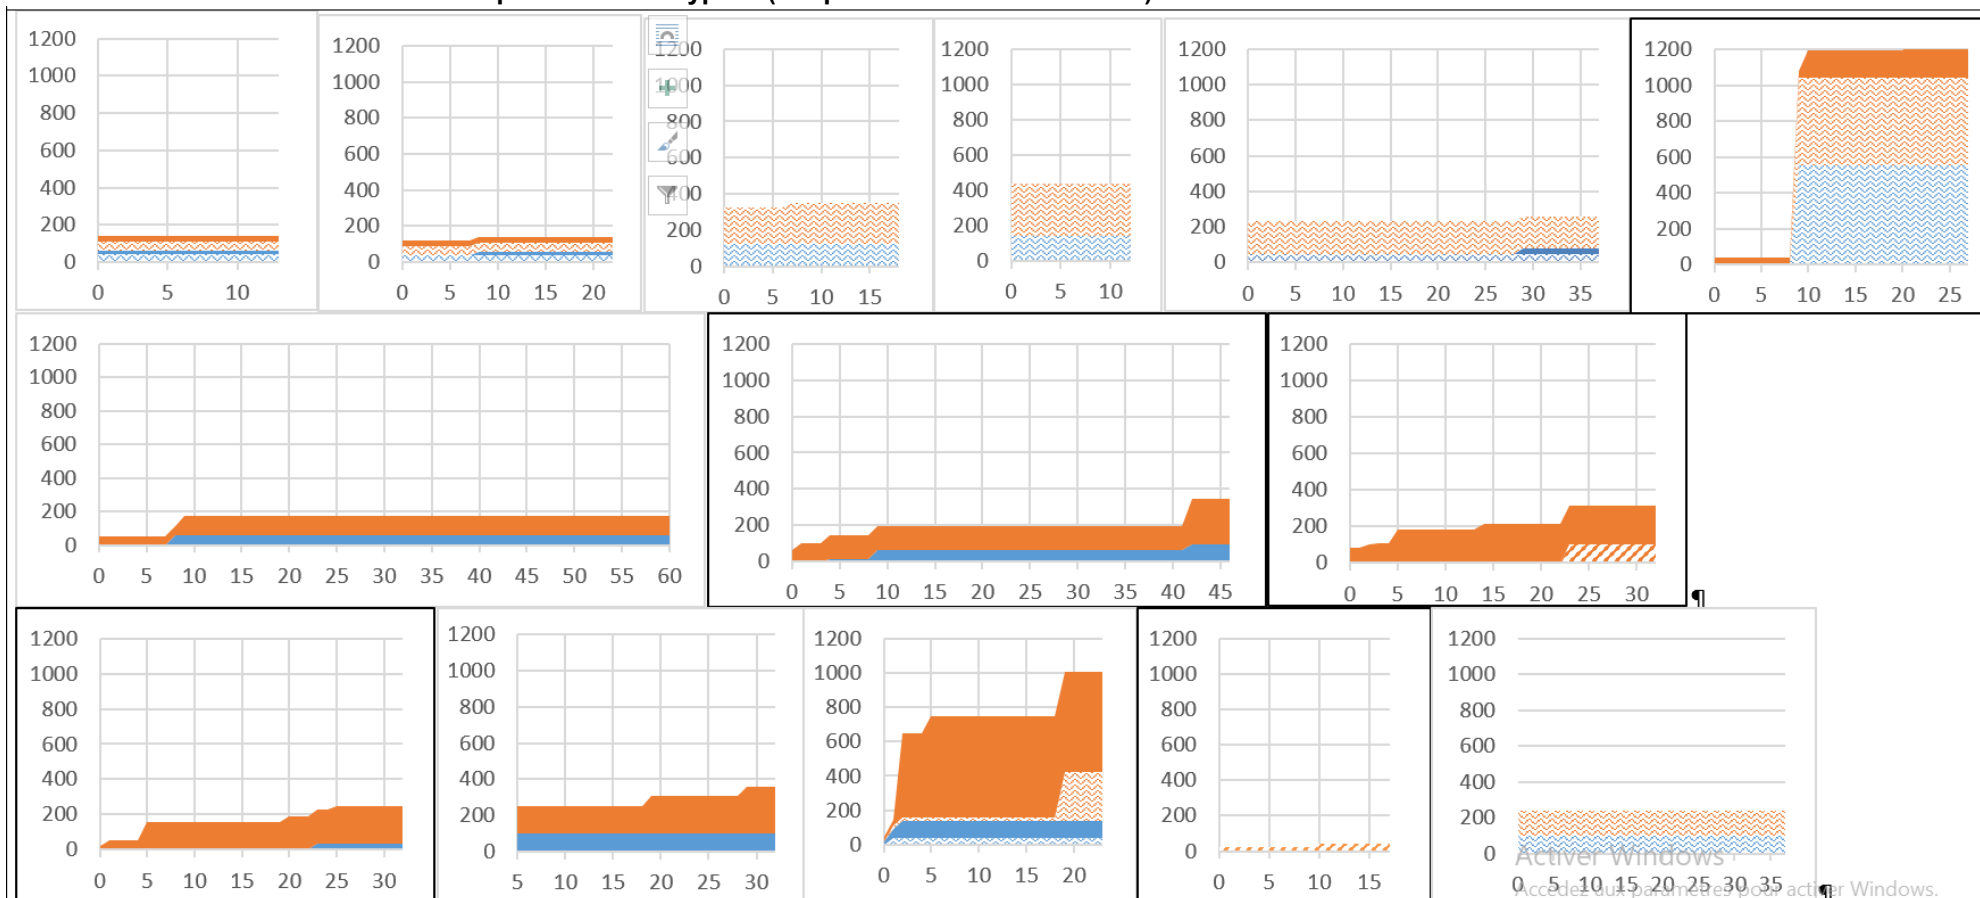 1200 1200 1200 1200 1200 1200
1000 1000 1000 1000 1000 1000
800 800 800 800 800 800
600 600 600 600 600 600
400 400 400 400 400 400
200 200 200 200 200 200
0 0 0 0 0 0
0 5 10 0 5 10 15 20 0 5 10 15 0 5 10 0 5 10 15 20 25 30 35 0 5 10 15 20 25
1200 1200 1200
1000 1000 1000
800 800 800
600 600 600
400 400 400
200 200 200
0 0 0
0 5 10 15 20 25 30 35 40 45 50 55 60 0 5 10 15 20 25 30 35 40 45 0 5 10 15 20 25 30 ¶
1200 1200 1200 1200 1200
1000 1000 1000 1000 1000
800 800 800 800 800
600 600 600 600 600
400 400 400 400 400
200 200 200 200 200
0 0 0 0 0
Activer Windows
0 5 10 15 20 25 30 5 10 15 20 25 30 0 5 10 15 20 0 5 10 15 0 5 10 15 20 25 30 35 ¶
Accédez aux paramètres pour activer Windows.